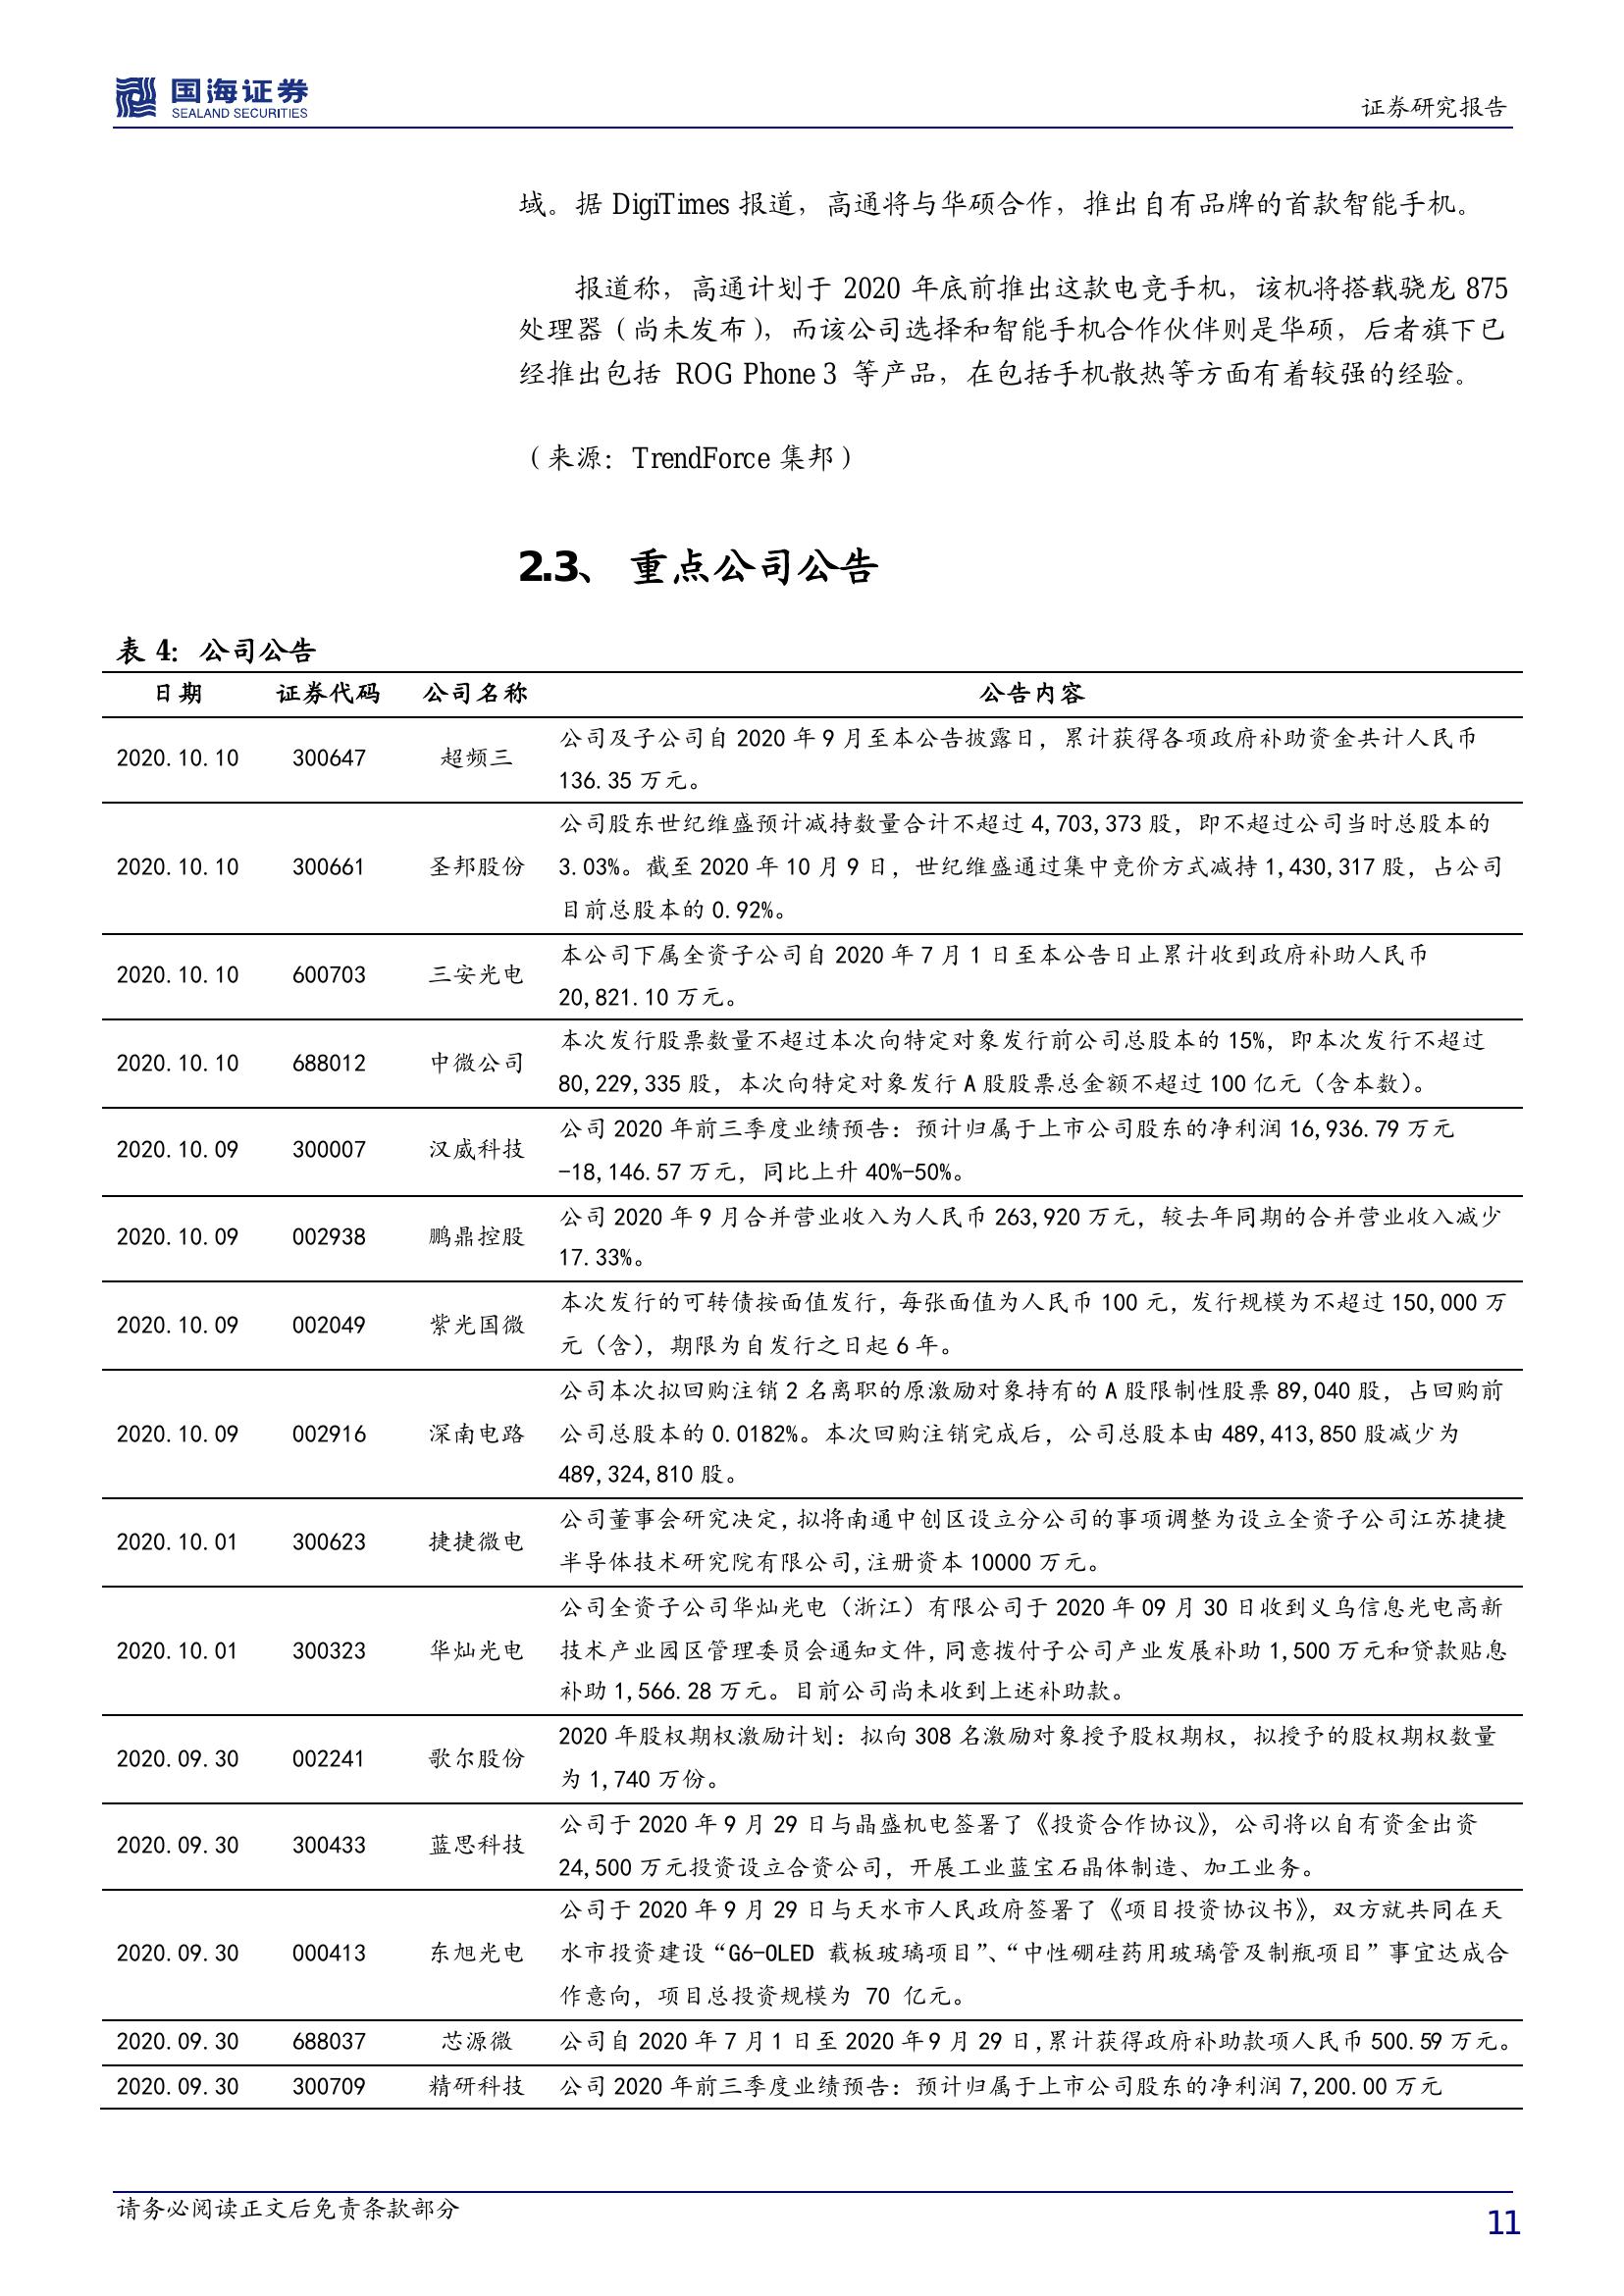 国海证券
SEALAND SECURITIES
证券研究报告
域。据 DigiTimes 报道，高通将与华硕合作，推出自有品牌的首款智能手机。
报道称，高通计划于 2020 年底前推出这款电竞手机，该机将搭载骁龙 875
处理器（尚未发布），而该公司选择和智能手机合作伙伴则是华硕，后者旗下已
经推出包括 ROG Phone 3 等产品，在包括手机散热等方面有着较强的经验。
（来源：TrendForce 集邦）
2.3、 重点公司公告
表 4：公司公告
日期 证券代码 公司名称 公告内容
公司及子公司自 2020 年 9 月至本公告披露日，累计获得各项政府补助资金共计人民币
2020.10.10 300647 超频三
136.35 万元。
公司股东世纪维盛预计减持数量合计不超过 4,703,373 股，即不超过公司当时总股本的
2020.10.10 300661 圣邦股份 3.03%。截至 2020 年 10 月 9 日，世纪维盛通过集中竞价方式减持 1,430,317 股，占公司
目前总股本的 0.92%。
本公司下属全资子公司自 2020 年 7 月 1 日至本公告日止累计收到政府补助人民币
2020.10.10 600703 三安光电
20,821.10 万元。
本次发行股票数量不超过本次向特定对象发行前公司总股本的 15%，即本次发行不超过
2020.10.10 688012 中微公司
80,229,335 股，本次向特定对象发行 A 股股票总金额不超过 100 亿元（含本数）。
公司 2020 年前三季度业绩预告：预计归属于上市公司股东的净利润 16,936.79 万元
2020.10.09 300007 汉威科技
-18,146.57 万元，同比上升 40%-50%。
公司 2020 年 9 月合并营业收入为人民币 263,920 万元，较去年同期的合并营业收入减少
2020.10.09 002938 鹏鼎控股
17.33%。
本次发行的可转债按面值发行，每张面值为人民币 100 元，发行规模为不超过 150,000 万
2020.10.09 002049 紫光国微
元（含），期限为自发行之日起 6 年。
公司本次拟回购注销 2 名离职的原激励对象持有的 A 股限制性股票 89,040 股，占回购前
2020.10.09 002916 深南电路 公司总股本的 0.0182%。本次回购注销完成后，公司总股本由 489,413,850 股减少为
489,324,810 股。
公司董事会研究决定,拟将南通中创区设立分公司的事项调整为设立全资子公司江苏捷捷
2020.10.01 300623 捷捷微电
半导体技术研究院有限公司,注册资本 10000 万元。
公司全资子公司华灿光电（浙江）有限公司于 2020 年 09 月 30 日收到义乌信息光电高新
2020.10.01 300323 华灿光电 技术产业园区管理委员会通知文件,同意拨付子公司产业发展补助 1,500 万元和贷款贴息
补助 1,566.28 万元。目前公司尚未收到上述补助款。
2020 年股权期权激励计划：拟向 308 名激励对象授予股权期权，拟授予的股权期权数量
2020.09.30 002241 歌尔股份
为 1,740 万份。
公司于 2020 年 9 月 29 日与晶盛机电签署了《投资合作协议》，公司将以自有资金出资
2020.09.30 300433 蓝思科技
24,500 万元投资设立合资公司，开展工业蓝宝石晶体制造、加工业务。
公司于 2020 年 9 月 29 日与天水市人民政府签署了《项目投资协议书》，双方就共同在天
2020.09.30 000413 东旭光电 水市投资建设“G6-OLED 载板玻璃项目”、“中性硼硅药用玻璃管及制瓶项目”事宜达成合
作意向，项目总投资规模为 70 亿元。
2020.09.30 688037 芯源微 公司自 2020 年 7 月 1 日至 2020 年 9 月 29 日,累计获得政府补助款项人民币 500.59 万元。
2020.09.30 300709 精研科技 公司 2020 年前三季度业绩预告：预计归属于上市公司股东的净利润 7,200.00 万元
请务必阅读正文后免责条款部分
11